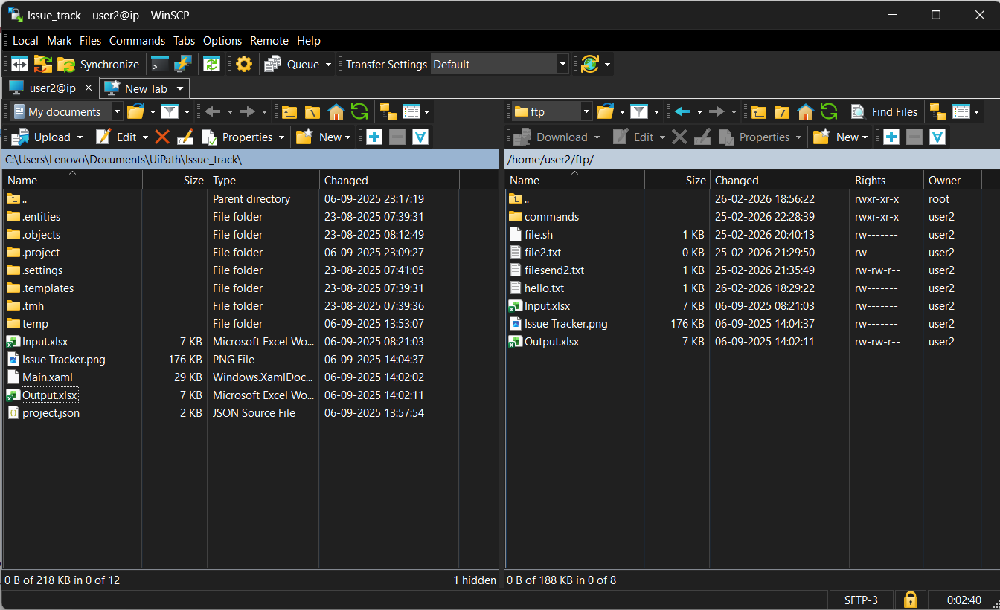 Issue_track – user2@ip – WinSCP
Local Mark Files Commands Tabs Options Remote Help
Synchronize Queue Transfer Settings Default
user2@ip × New Tab
My documents
Upload Edit Properties New
C:\Users\Lenovo\Documents\UiPath\Issue_track\
Name Size Type Changed
.. Parent directory 06-09-2025 23:17:19
.entities File folder 23-08-2025 07:39:31
.objects File folder 23-08-2025 08:12:49
.project File folder 06-09-2025 23:09:27
.settings File folder 23-08-2025 07:41:05
.templates File folder 23-08-2025 07:39:31
.tmh File folder 23-08-2025 07:39:36
temp File folder 06-09-2025 13:53:07
Input.xlsx 7 KB Microsoft Excel Wo... 06-09-2025 08:21:03
Issue Tracker.png 176 KB PNG File 06-09-2025 14:04:37
Main.xaml 29 KB Windows.XamlDoc... 06-09-2025 14:02:02
Output.xlsx 7 KB Microsoft Excel Wo... 06-09-2025 14:02:11
project.json 2 KB JSON Source File 06-09-2025 13:57:54
0 B of 218 KB in 0 of 12 1 hidden
ftp Find Files
Download Edit Properties New
/home/user2/ftp/
Name Size Changed Rights Owner
.. 26-02-2026 18:56:22 rwxr-xr-x root
commands 25-02-2026 22:28:39 rwxr-xr-x user2
file.sh 1 KB 25-02-2026 20:40:13 rw------- user2
file2.txt 0 KB 25-02-2026 21:29:50 rw------- user2
filesend2.txt 1 KB 25-02-2026 21:35:49 rw-rw-r-- user2
hello.txt 1 KB 26-02-2026 18:29:22 rw------- user2
Input.xlsx 7 KB 06-09-2025 08:21:03 rw------- user2
Issue Tracker.png 176 KB 06-09-2025 14:04:37 rw------- user2
Output.xlsx 7 KB 06-09-2025 14:02:11 rw-rw-r-- user2
0 B of 188 KB in 0 of 8
SFTP-3 0:02:40